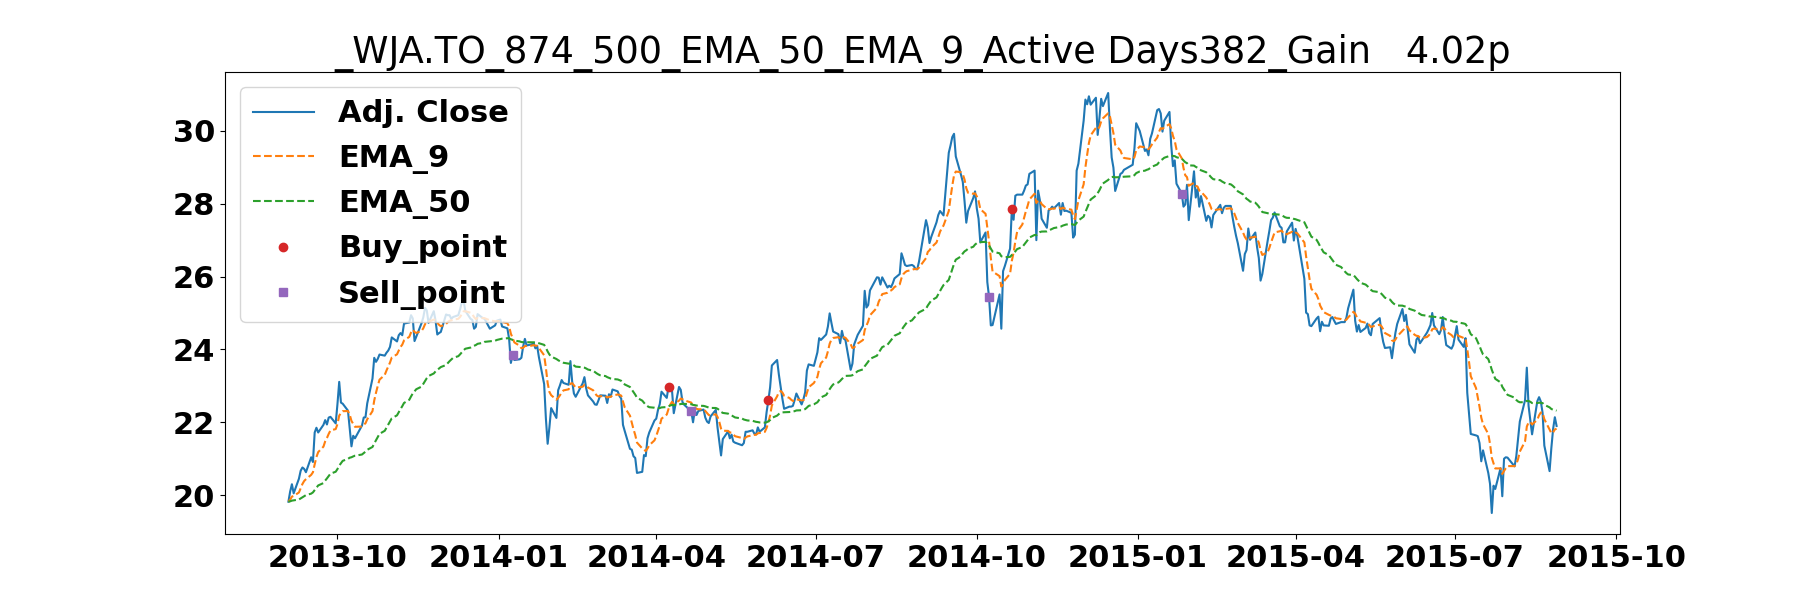 _WJA.TO_874_500_EMA_50_EMA_9_Active Days382_Gain   4.02p
Adj. Close
EMA_9
EMA_50
Buy_point
Sell_point
30
28
26
24
22
20
2013-10 2014-01 2014-04 2014-07 2014-10 2015-01 2015-04 2015-07 2015-10